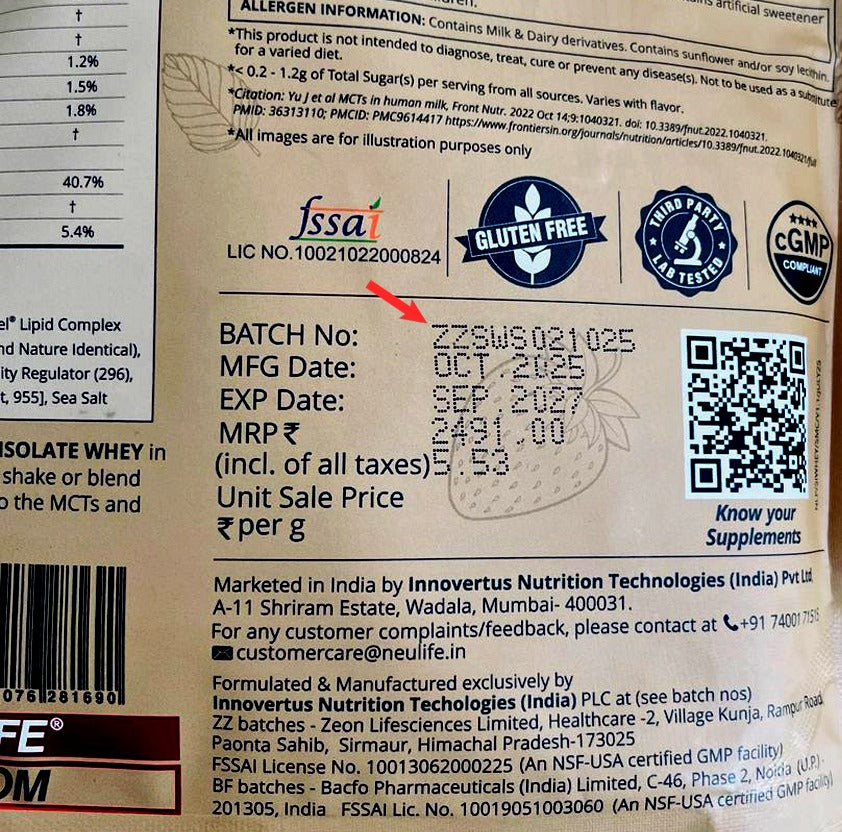 ildren.
ns artificial sweetener
ALLERGEN INFORMATION: Contains Milk & Dairy derivatives. Contains sunflower and/or soy lecithin.
*This product is not intended to diagnose, treat, cure or prevent any disease(s). Not to be used as a substitute
for a varied diet.
*< 0.2 - 1.2g of Total Sugar(s) per serving from all sources. Varies with flavor.
*Citation: Yu J et al MCTs in human milk, Front Nutr. 2022 Oct 14;9:1040321. doi: 10.3389/fnut.2022.1040321.
PMID: 36313110; PMCID: PMC9614417 https://www.frontiersin.org/journals/nutrition/articles/10.3389/fnut.2022.1040321/full
*All images are for illustration purposes only
†
†
1.2%
1.5%
1.8%
†
40.7%
†
5.4%
fssai
LIC NO.10021022000824
GLUTEN FREE
THIRD PARTY
LAB TESTED
cGMP
COMPLIANT
el® Lipid Complex
nd Nature Identical),
ity Regulator (296),
t, 955], Sea Salt
ISOLATE WHEY in
shake or blend
o the MCTs and
BATCH No: ZZSWS021025
MFG Date: OCT.2025
EXP Date: SEP.2027
MRP₹ 2491.00
(incl. of all taxes) 5.53
Unit Sale Price
₹ per g
Know your
Supplements
Marketed in India by Innovertus Nutrition Technologies (India) Pvt Ltd
A-11 Shriram Estate, Wadala, Mumbai- 400031.
For any customer complaints/feedback, please contact at +91 74001 71515
customercare@neulife.in
Formulated & Manufactured exclusively by
Innovertus Nutrition Techologies (India) PLC at (see batch nos)
ZZ batches - Zeon Lifesciences Limited, Healthcare -2, Village Kunja, Rampur Road,
Paonta Sahib, Sirmaur, Himachal Pradesh-173025
FSSAI License No. 10013062000225 (An NSF-USA certified GMP facility)
BF batches - Bacfo Pharmaceuticals (India) Limited, C-46, Phase 2, Noida (U.P.)-
201305, India FSSAI Lic. No. 10019051003060 (An NSF-USA certified GMP facility)
076 281690
FE®
OM